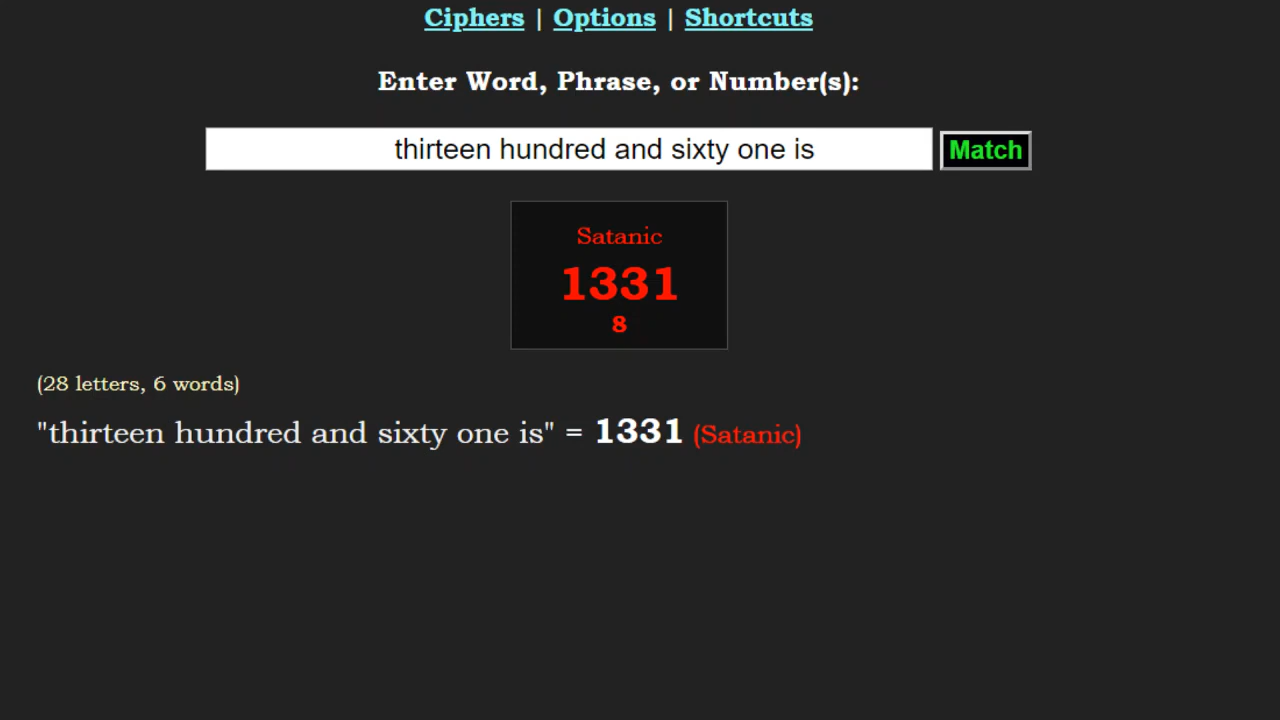 Ciphers | Options | Shortcuts
Enter Word, Phrase, or Number(s):
thirteen hundred and sixty one is Match
Satanic
1331
8
(28 letters, 6 words)
"thirteen hundred and sixty one is" = 1331 (Satanic)